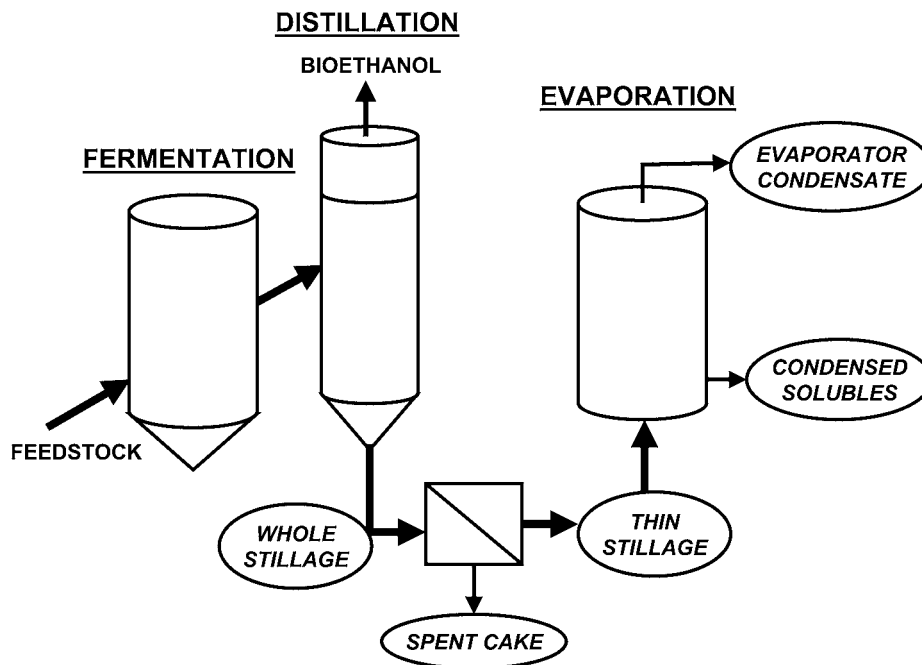 DISTILLATION
BIOETHANOL
EVAPORATION
FERMENTATION
EVAPORATOR
CONDENSATE
CONDENSED
SOLUBLES
FEEDSTOCK
WHOLE
STILLAGE
THIN
STILLAGE
SPENT CAKE